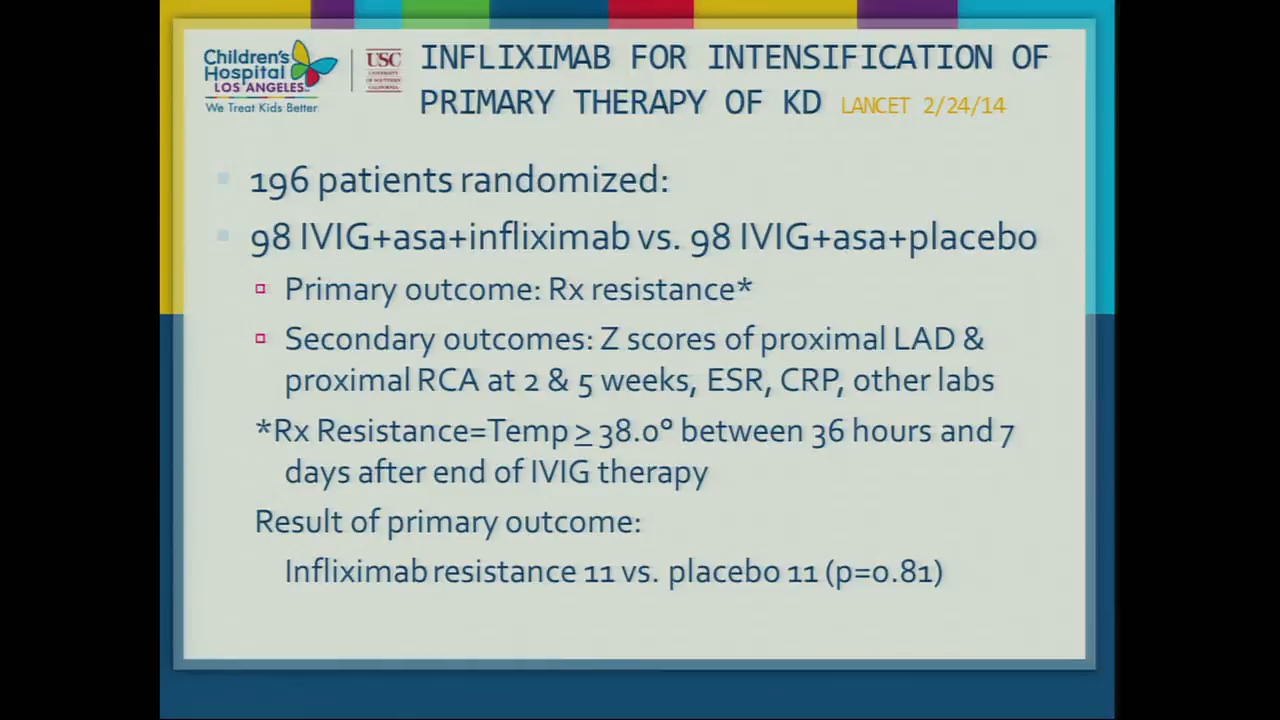 Children's
Hospital
LOS ANGELES
We Treat Kids Better
USC
UNIVERSITY
OF SOUTHERN
CALIFORNIA
INFLIXIMAB FOR INTENSIFICATION OF
PRIMARY THERAPY OF KD LANCET 2/24/14
196 patients randomized:
98 IVIG+asa+infliximab vs. 98 IVIG+asa+placebo
Primary outcome: Rx resistance*
Secondary outcomes: Z scores of proximal LAD &
proximal RCA at 2 & 5 weeks, ESR, CRP, other labs
*Rx Resistance=Temp ≥ 38.0° between 36 hours and 7
days after end of IVIG therapy
Result of primary outcome:
Infliximab resistance 11 vs. placebo 11 (p=0.81)